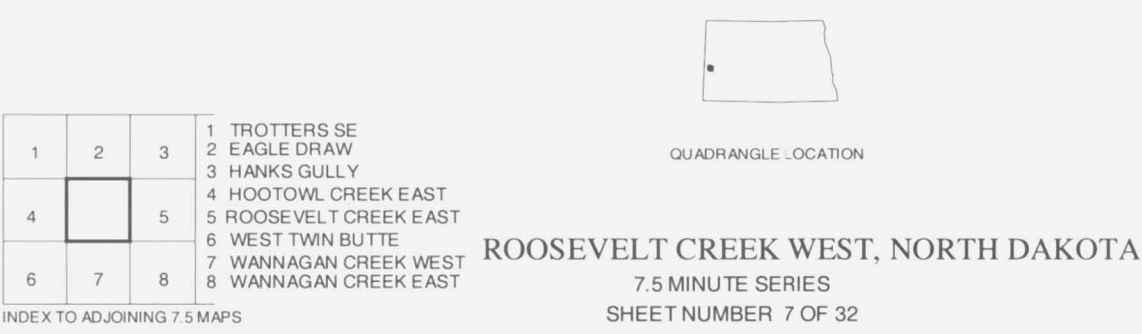 QUADRANGLE LOCATION
1 2 3
4 5
6 7 8
1 TROTTERS SE
2 EAGLE DRAW
3 HANKS GULLY
4 HOOTOWL CREEK EAST
5 ROOSEVELT CREEK EAST
6 WEST TWIN BUTTE
7 WANNAGAN CREEK WEST
8 WANNAGAN CREEK EAST
INDEX TO ADJOINING 7.5 MAPS
ROOSEVELT CREEK WEST, NORTH DAKOTA
7.5 MINUTE SERIES
SHEET NUMBER 7 OF 32